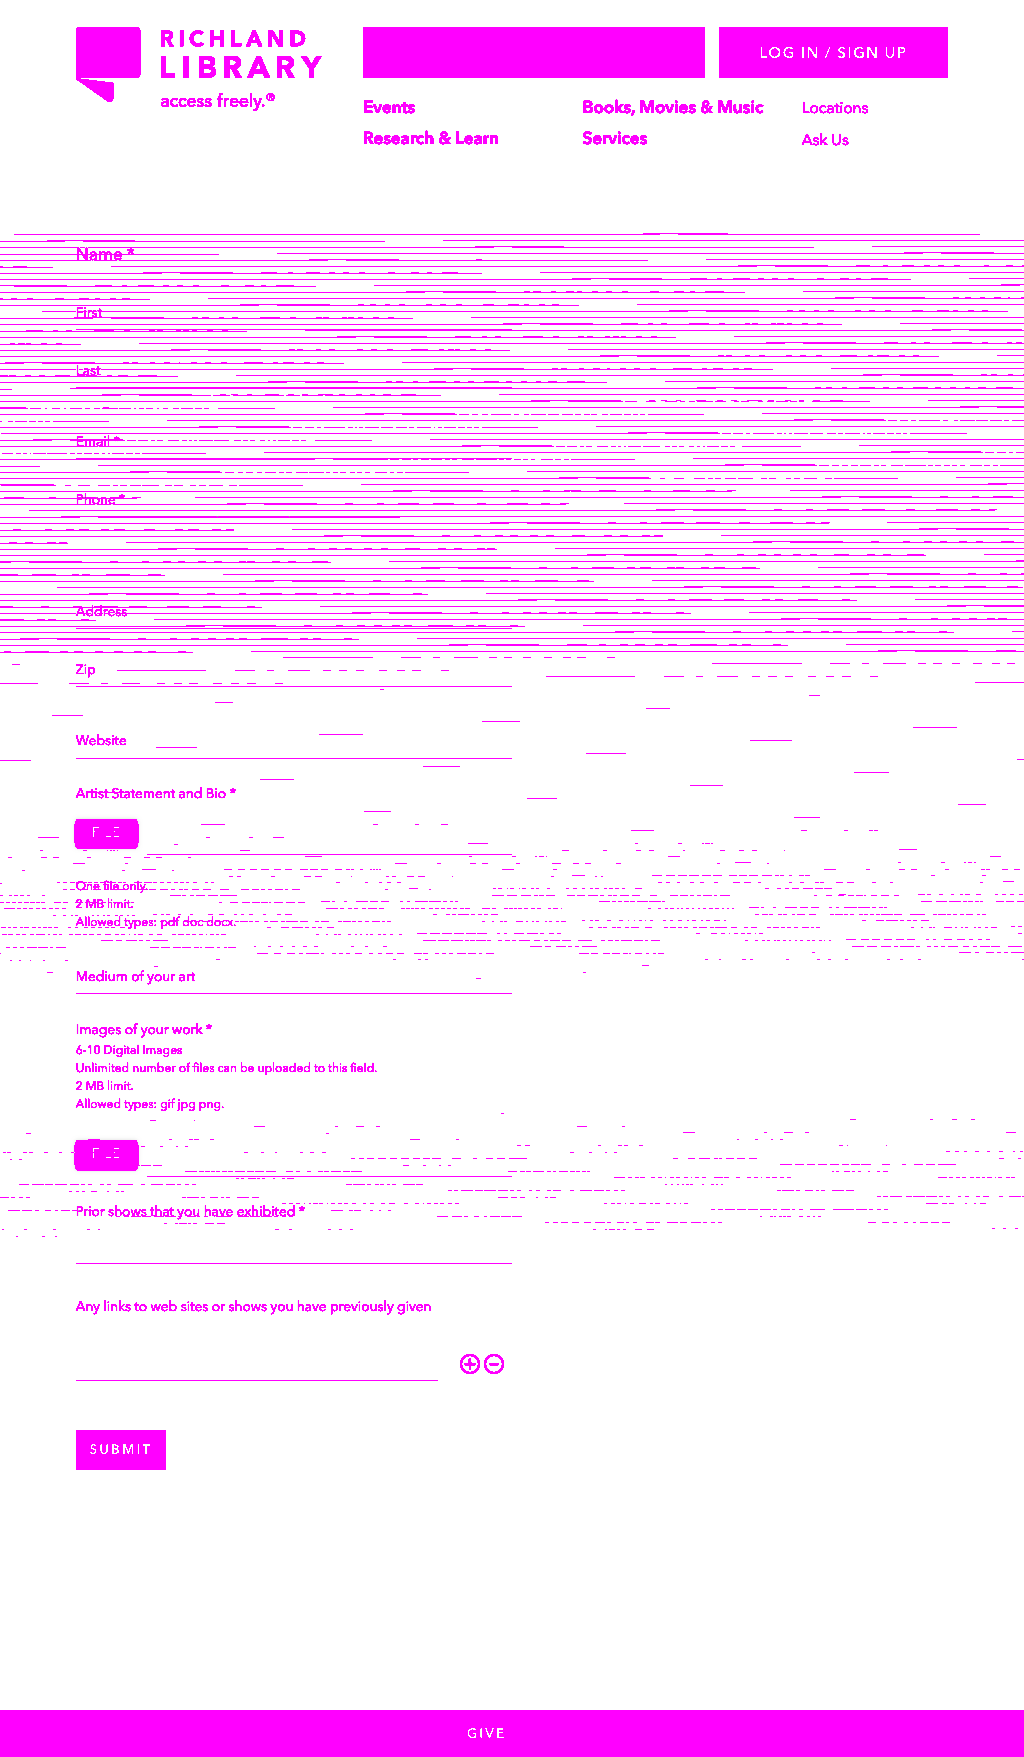 RICHLAND
LIBRARY
access freely.®
LOG IN / SIGN UP
Events
Books, Movies & Music
Locations
Research & Learn
Services
Ask Us
Name *
First
Last
Email *
Phone *
Address
Zip
Website
Artist Statement and Bio *
FILE
One file only.
2 MB limit.
Allowed types: pdf doc docx.
Medium of your art
Images of your work *
6-10 Digital Images
Unlimited number of files can be uploaded to this field.
2 MB limit.
Allowed types: gif jpg png.
FILE
Prior shows that you have exhibited *
Any links to web sites or shows you have previously given
SUBMIT
GIVE